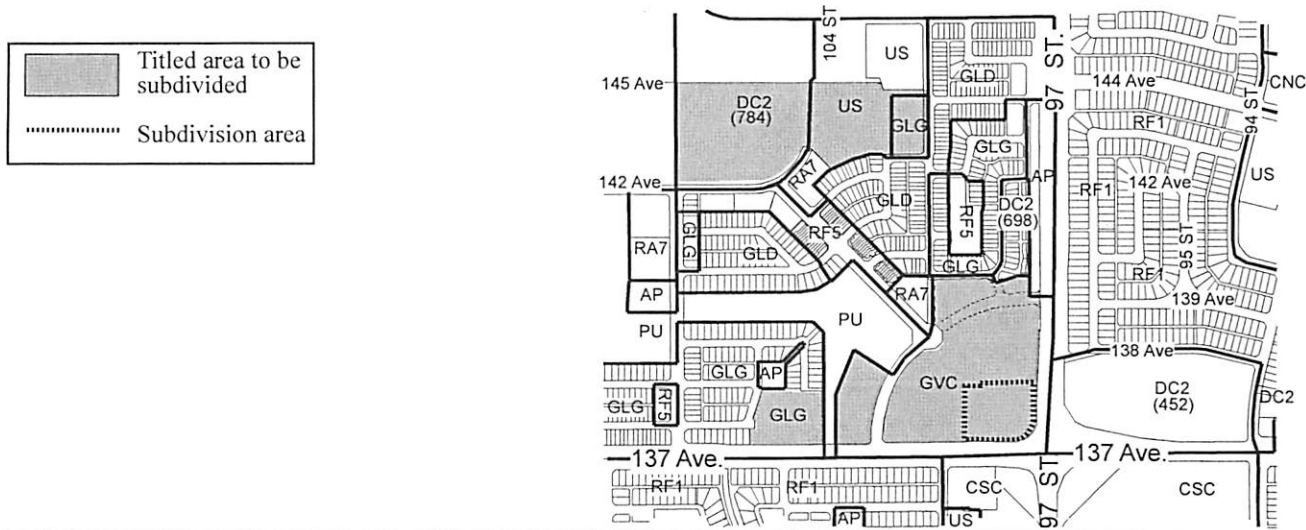 Titled area to be
subdivided
Subdivision area
104 ST
US
97 ST.
GLD
144 Ave
94 ST
CNC
145 Ave
DC2
(784)
US
GLG
RF1
GLG
AP
142 Ave
RA7
RF1
142 Ave
US
GLD
RF5
DC2
(698)
RF5
GLG
95 ST
RA7
GLD
GLG
RF1
AP
RA7
139 Ave
PU
PU
138 Ave
GLG
AP
GVC
DC2
(452)
GLG
RF5
GLG
DC2
137 Ave.
137 Ave.
RF1
RF1
CSC
97 ST
CSC
AP
US